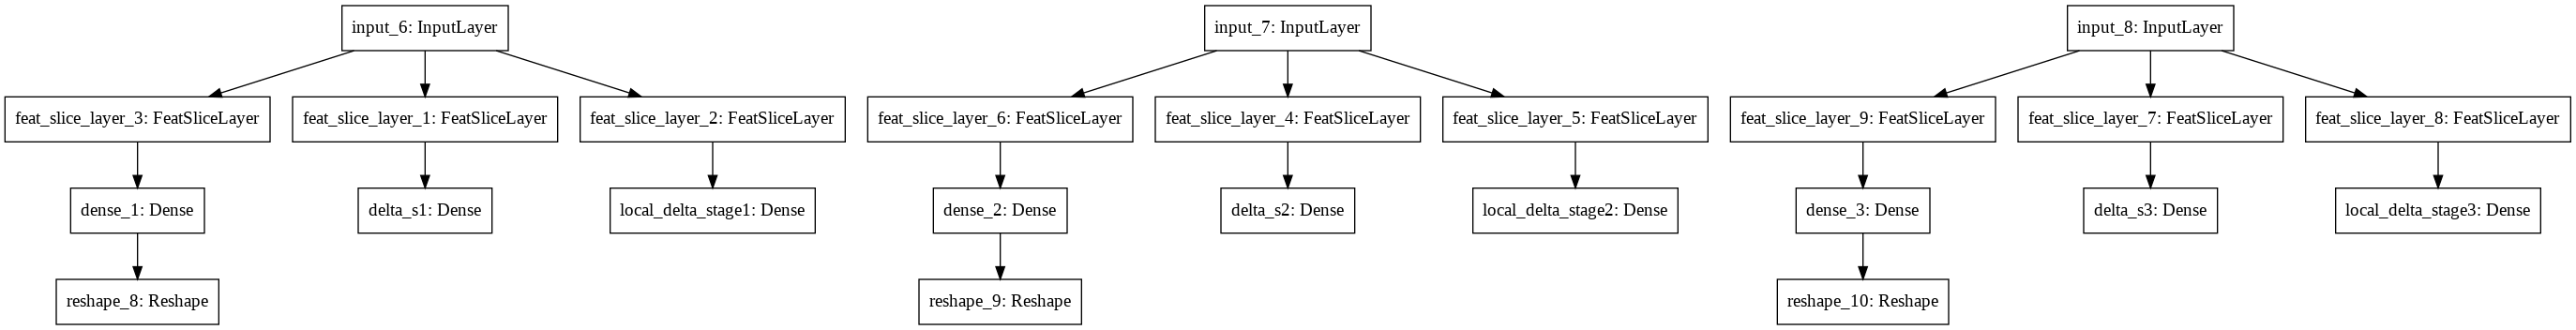 input_6: InputLayer
input_7: InputLayer
input_8: InputLayer
feat_slice_layer_3: FeatSliceLayer
feat_slice_layer_1: FeatSliceLayer
feat_slice_layer_2: FeatSliceLayer
feat_slice_layer_6: FeatSliceLayer
feat_slice_layer_4: FeatSliceLayer
feat_slice_layer_5: FeatSliceLayer
feat_slice_layer_9: FeatSliceLayer
feat_slice_layer_7: FeatSliceLayer
feat_slice_layer_8: FeatSliceLayer
dense_1: Dense
delta_s1: Dense
local_delta_stage1: Dense
dense_2: Dense
delta_s2: Dense
local_delta_stage2: Dense
dense_3: Dense
delta_s3: Dense
local_delta_stage3: Dense
reshape_8: Reshape
reshape_9: Reshape
reshape_10: Reshape